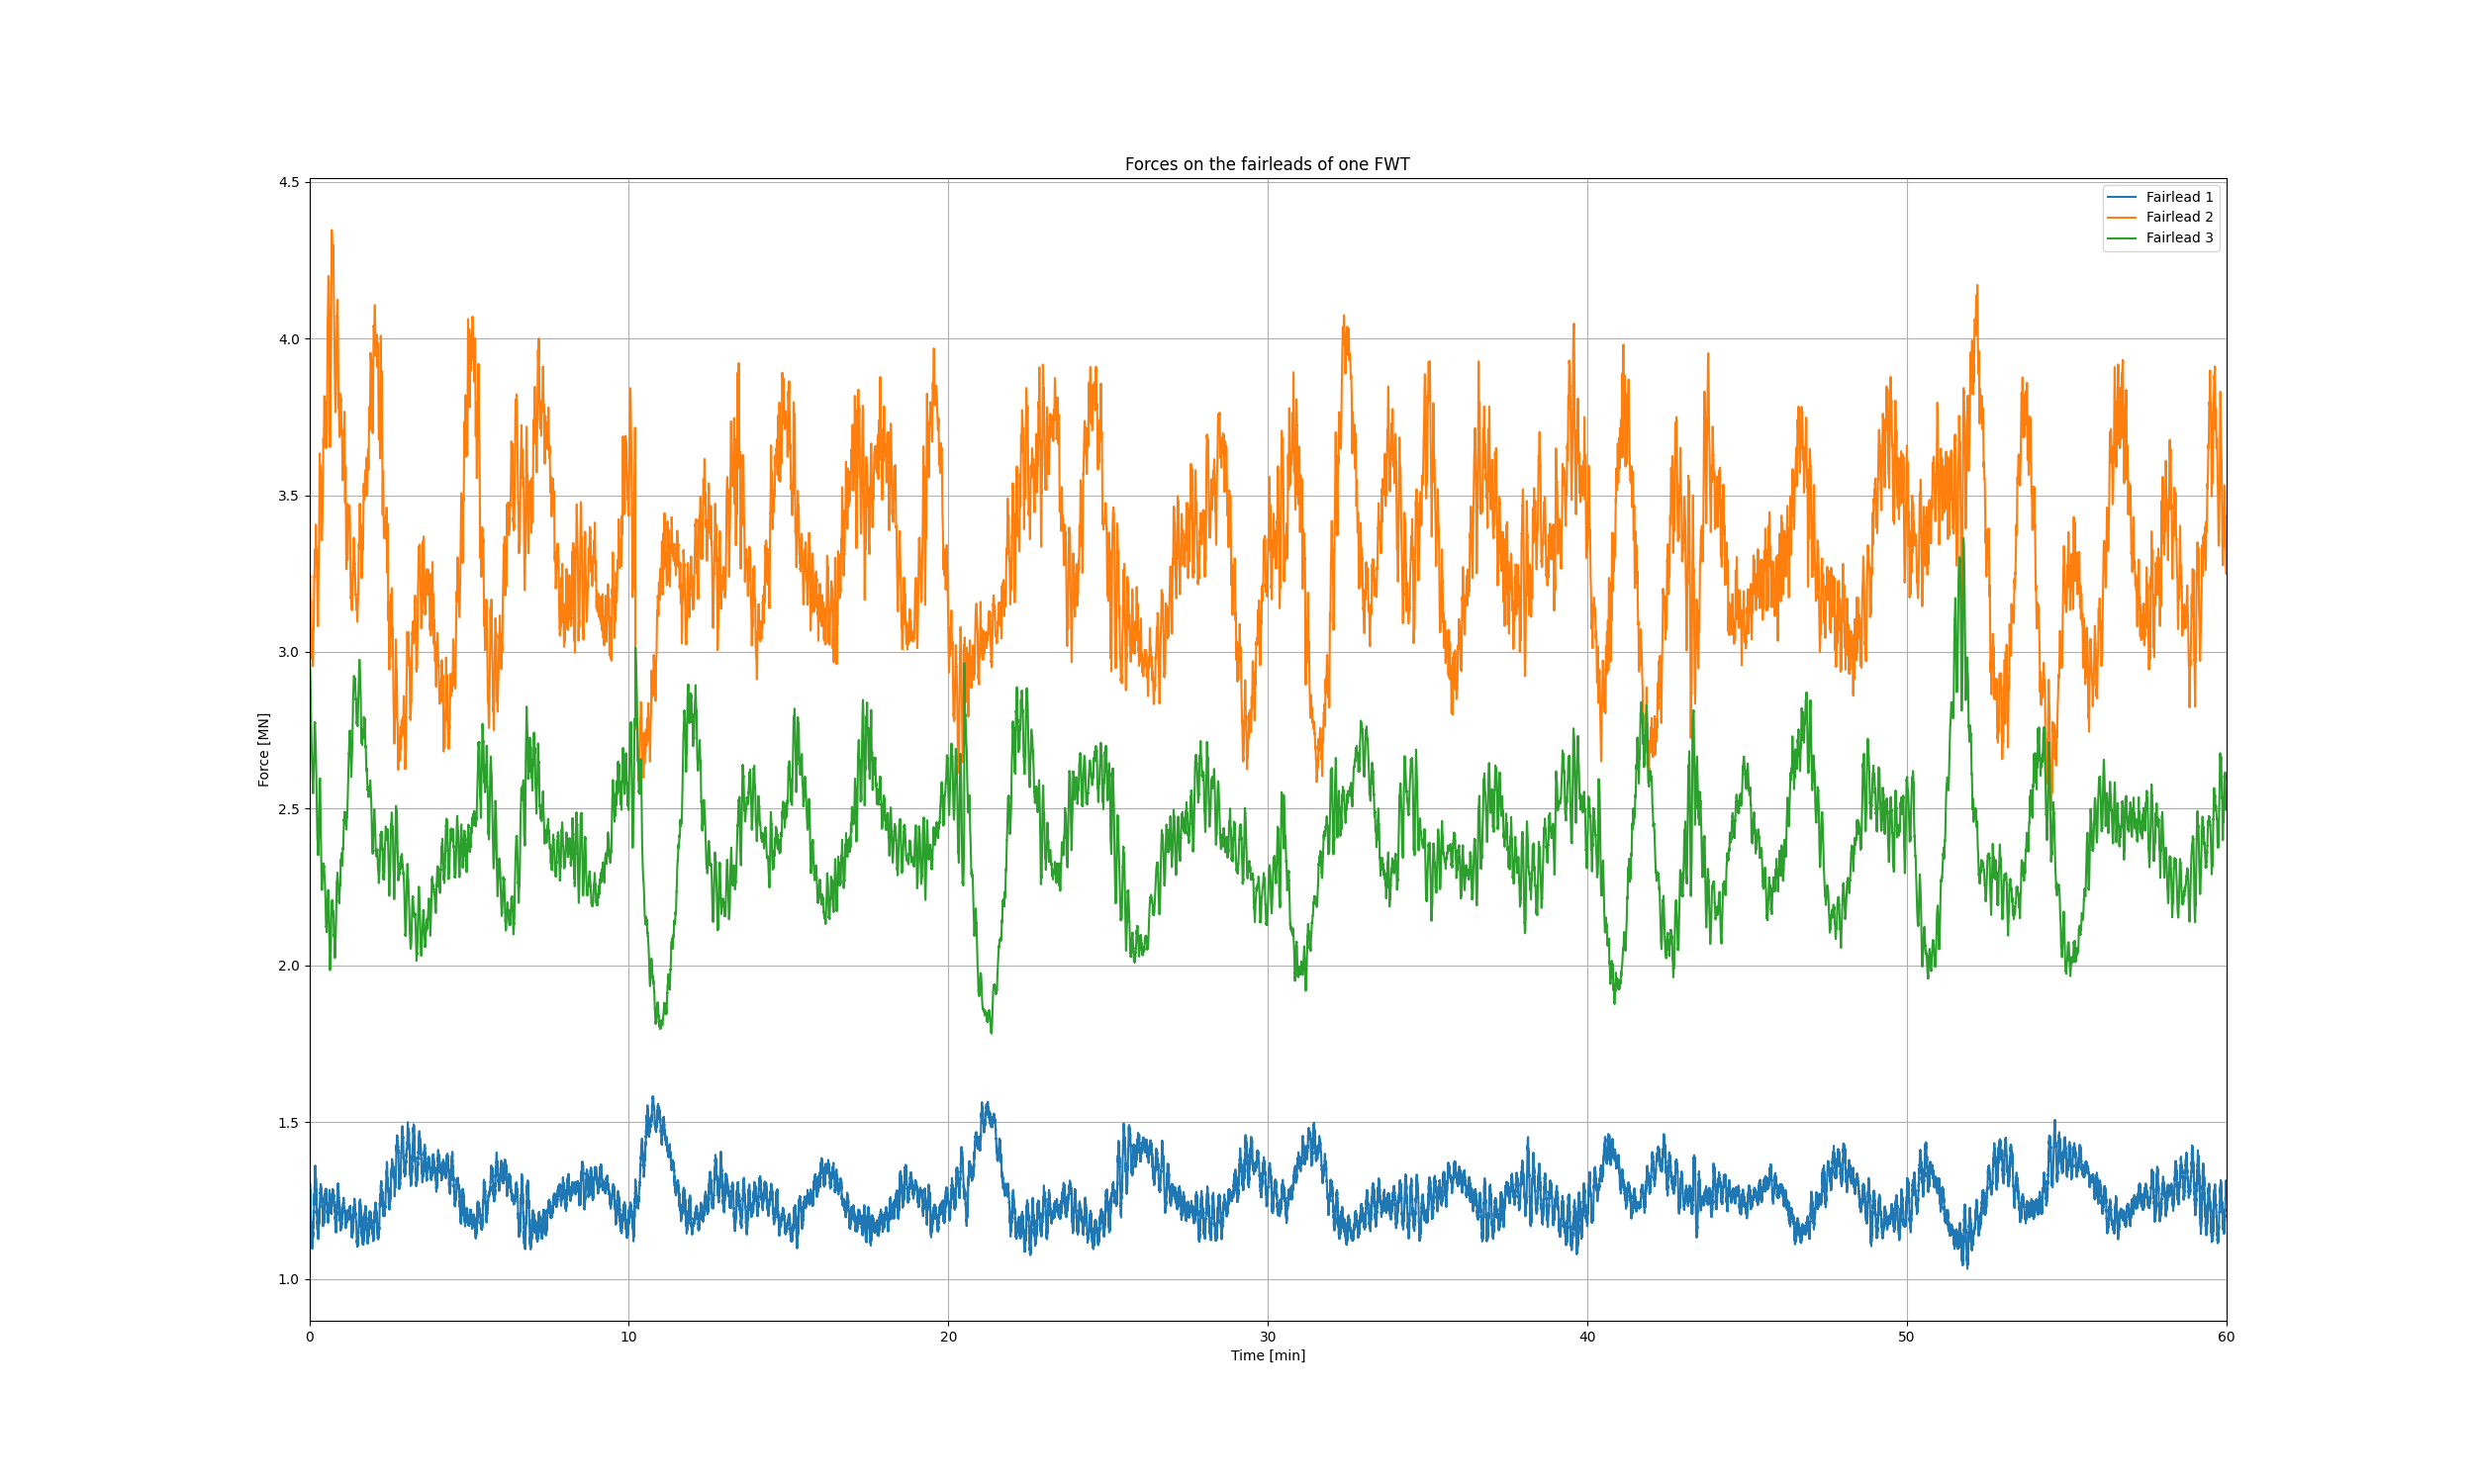 Forces on the fairleads of one FWT
4.5
4.0
3.5
3.0
2.5
2.0
1.5
1.0
Force [MN]
Fairlead 1
Fairlead 2
Fairlead 3
0 10 20 30 40 50 60
Time [min]